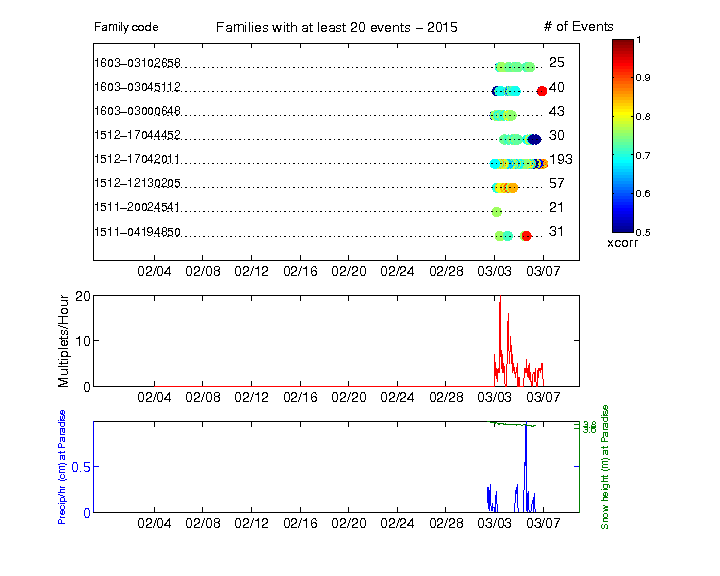 Family code Families with at least 20 events − 2015 # of Events
1603−03102658 25
1603−03045112 40
1603−03000648 43
1512−17044452 30
1512−17042011 193
1512−12130205 57
1511−20024541 21
1511−04194850 31
02/04 02/08 02/12 02/16 02/20 02/24 02/28 03/03 03/07
1
0.9
0.8
0.7
0.6
0.5
xcorr
Multiplets/Hour
20
10
0
02/04 02/08 02/12 02/16 02/20 02/24 02/28 03/03 03/07
Precip/hr (cm) at Paradise
0.5
0
3.8
Snow height (m) at Paradise
02/04 02/08 02/12 02/16 02/20 02/24 02/28 03/03 03/07